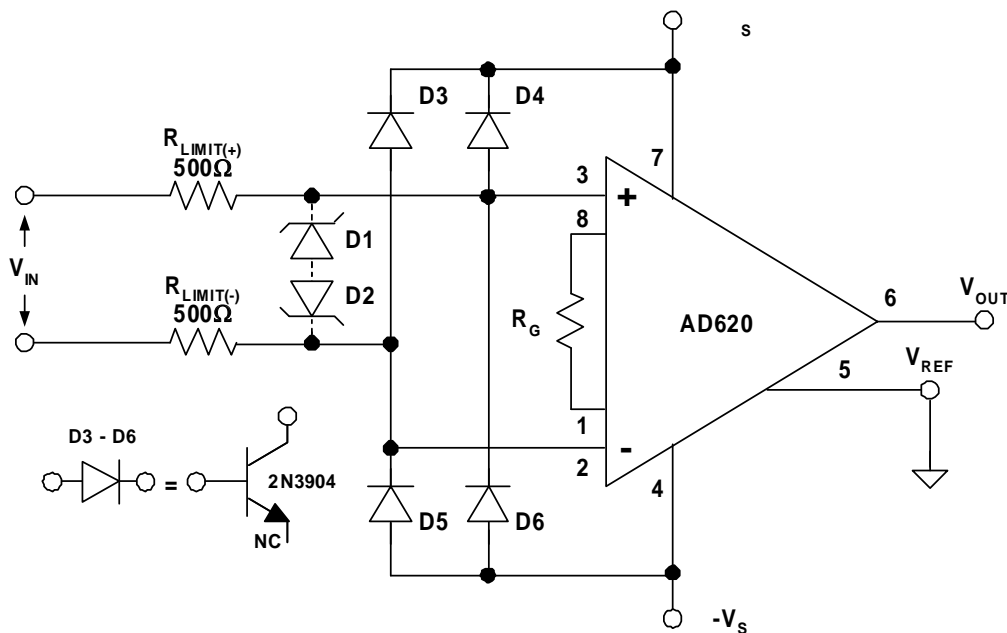 S
D3
D4
R LIMIT(+)
500Ω
7
3
+
8
D1
V IN
D2
R LIMIT(-)
500Ω
R G
AD620
6
V OUT
V REF
5
1
2
-
4
D3 - D6
=
2N3904
NC
D5
D6
-V S